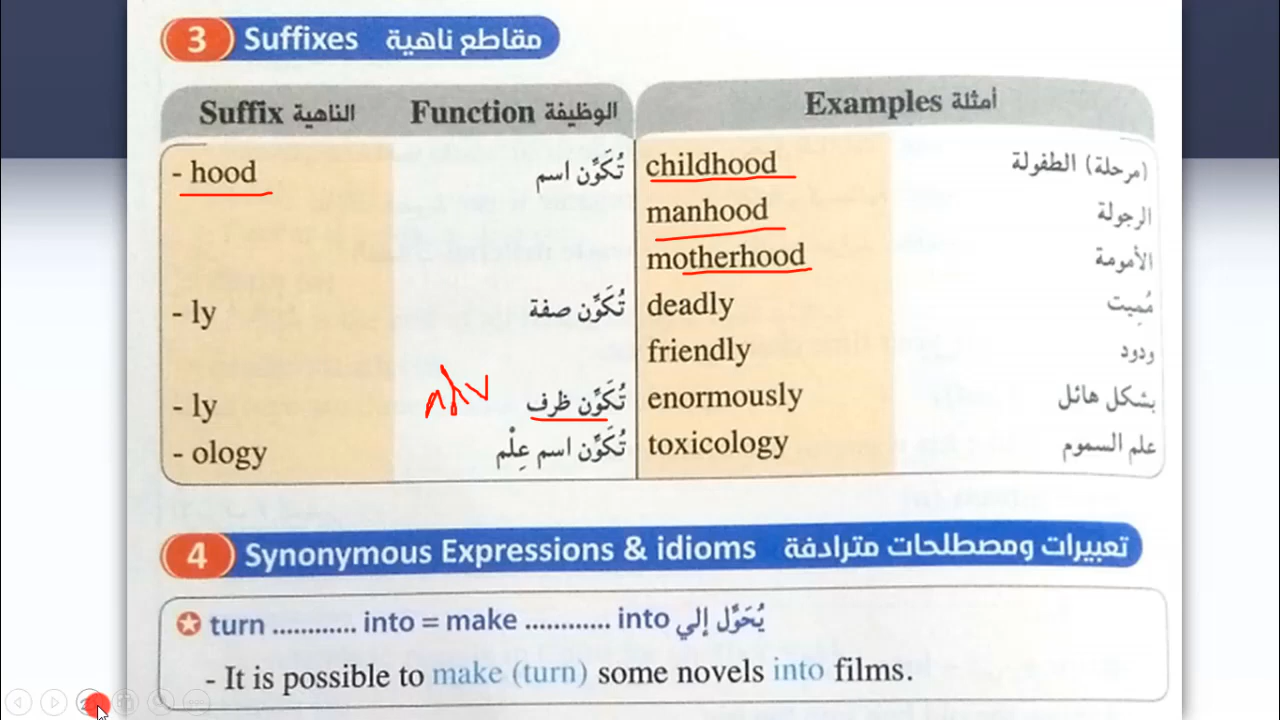 3 Suffixes مقاطع ناهية
Suffix الناهية Function الوظيفة Examples أمثلة
- hood تُكَوِّن اسم childhood (مرحلة) الطفولة
manhood الرجولة
motherhood الأمومة
- ly تُكَوِّن صفة deadly مُمِيت
friendly ودود
adv
- ly تُكَوِّن ظرف enormously بشكل هائل
- ology تُكَوِّن اسم عِلْم toxicology علم السموم
4 Synonymous Expressions & idioms تعبيرات ومصطلحات مترادفة
turn ............ into = make ............ into يُحَوِّل إلي
- It is possible to make (turn) some novels into films.